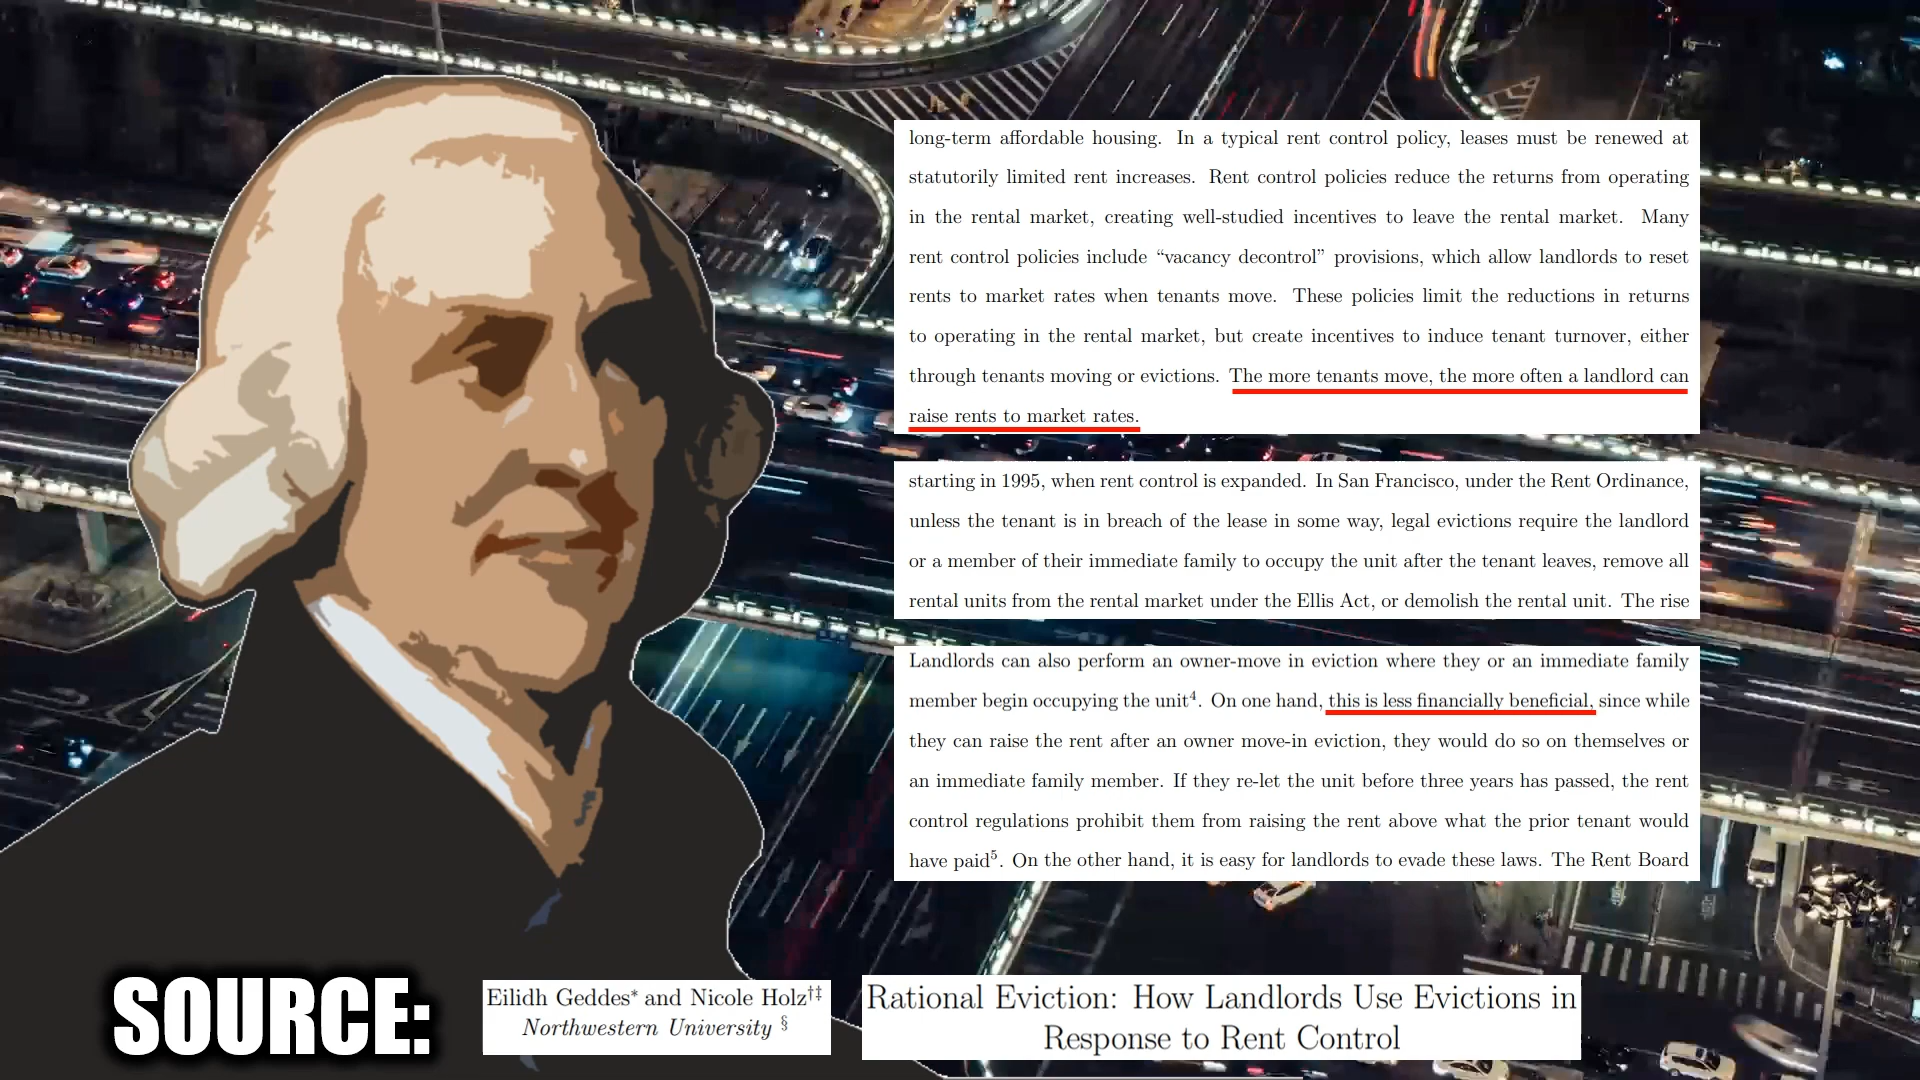 long-term affordable housing. In a typical rent control policy, leases must be renewed at
statutorily limited rent increases. Rent control policies reduce the returns from operating
in the rental market, creating well-studied incentives to leave the rental market. Many
rent control policies include “vacancy decontrol” provisions, which allow landlords to reset
rents to market rates when tenants move. These policies limit the reductions in returns
to operating in the rental market, but create incentives to induce tenant turnover, either
through tenants moving or evictions. The more tenants move, the more often a landlord can
raise rents to market rates.
starting in 1995, when rent control is expanded. In San Francisco, under the Rent Ordinance,
unless the tenant is in breach of the lease in some way, legal evictions require the landlord
or a member of their immediate family to occupy the unit after the tenant leaves, remove all
rental units from the rental market under the Ellis Act, or demolish the rental unit. The rise
Landlords can also perform an owner-move in eviction where they or an immediate family
member begin occupying the unit⁴. On one hand, this is less financially beneficial, since while
they can raise the rent after an owner move-in eviction, they would do so on themselves or
an immediate family member. If they re-let the unit before three years has passed, the rent
control regulations prohibit them from raising the rent above what the prior tenant would
have paid⁵. On the other hand, it is easy for landlords to evade these laws. The Rent Board
SOURCE:
Eilidh Geddes* and Nicole Holz†‡
Northwestern University §
Rational Eviction: How Landlords Use Evictions in
Response to Rent Control